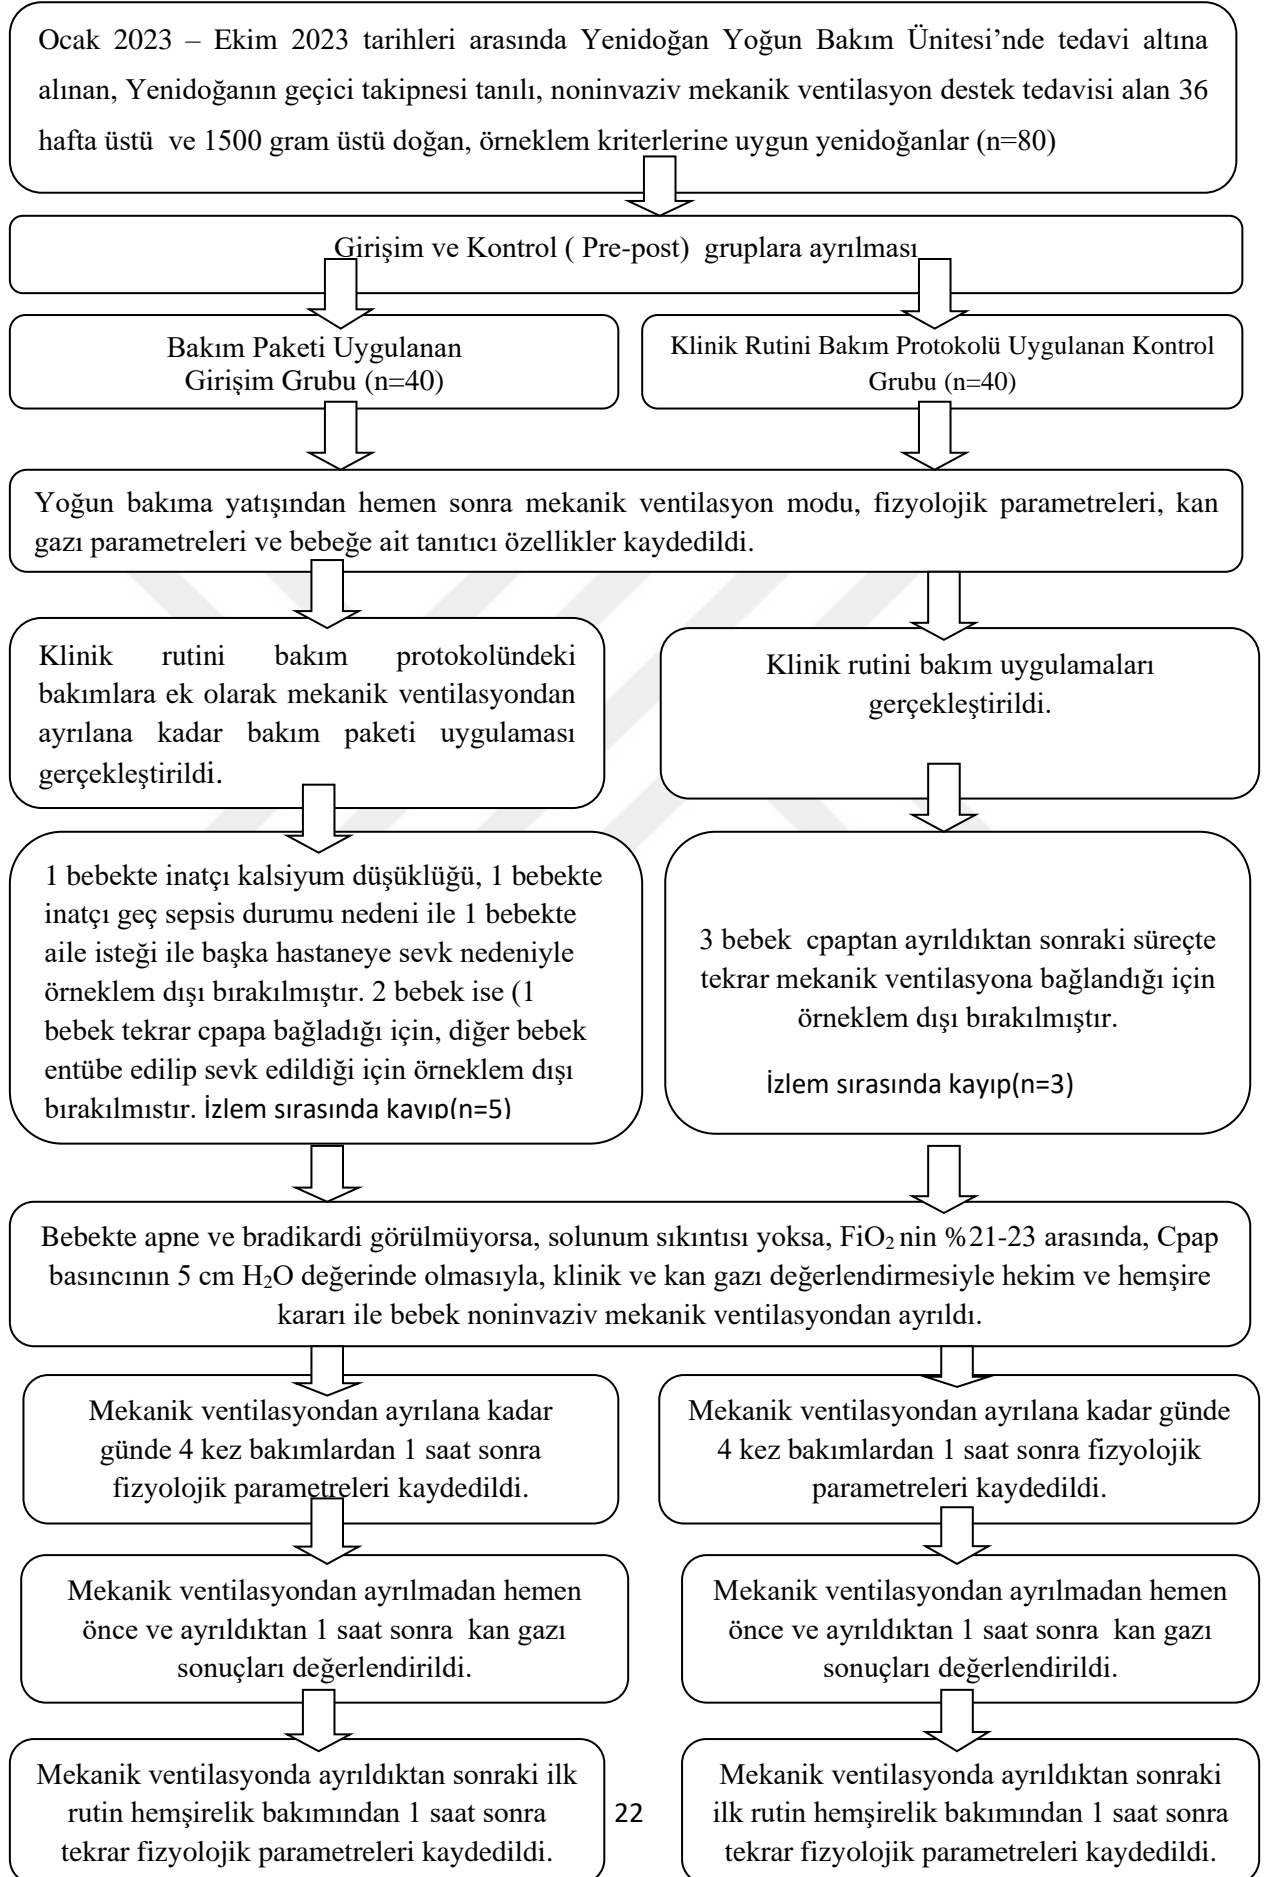 Ocak 2023 – Ekim 2023 tarihleri arasında Yenidoğan Yoğun Bakım Ünitesi’nde tedavi altına
alınan, Yenidoğanın geçici takipnesi tanılı, noninvaziv mekanik ventilasyon destek tedavisi alan 36
hafta üstü ve 1500 gram üstü doğan, örneklem kriterlerine uygun yenidoğanlar (n=80)
Girişim ve Kontrol ( Pre-post) gruplara ayrılması
Bakım Paketi Uygulanan
Girişim Grubu (n=40)
Klinik Rutini Bakım Protokolü Uygulanan Kontrol
Grubu (n=40)
Yoğun bakıma yatışından hemen sonra mekanik ventilasyon modu, fizyolojik parametreleri, kan
gazı parametreleri ve bebeğe ait tanıtıcı özellikler kaydedildi.
Klinik rutini bakım protokolündeki
bakımlara ek olarak mekanik ventilasyondan
ayrılana kadar bakım paketi uygulaması
gerçekleştirildi.
Klinik rutini bakım uygulamaları
gerçekleştirildi.
1 bebekte inatçı kalsiyum düşüklüğü, 1 bebekte
inatçı geç sepsis durumu nedeni ile 1 bebekte
aile isteği ile başka hastaneye sevk nedeniyle
örneklem dışı bırakılmıştır. 2 bebek ise (1
bebek tekrar cpapa bağladığı için, diğer bebek
entübe edilip sevk edildiği için örneklem dışı
bırakılmıştır. İzlem sırasında kayıp(n=5)
3 bebek cpaptan ayrıldıktan sonraki süreçte
tekrar mekanik ventilasyona bağlandığı için
örneklem dışı bırakılmıştır.
İzlem sırasında kayıp(n=3)
Bebekte apne ve bradikardi görülmüyorsa, solunum sıkıntısı yoksa, FiO₂ nin %21-23 arasında, Cpap
basıncının 5 cm H₂O değerinde olmasıyla, klinik ve kan gazı değerlendirmesiyle hekim ve hemşire
kararı ile bebek noninvaziv mekanik ventilasyondan ayrıldı.
Mekanik ventilasyondan ayrılana kadar
günde 4 kez bakımlardan 1 saat sonra
fizyolojik parametreleri kaydedildi.
Mekanik ventilasyondan ayrılana kadar günde
4 kez bakımlardan 1 saat sonra fizyolojik
parametreleri kaydedildi.
Mekanik ventilasyondan ayrılmadan hemen
önce ve ayrıldıktan 1 saat sonra kan gazı
sonuçları değerlendirildi.
Mekanik ventilasyondan ayrılmadan hemen
önce ve ayrıldıktan 1 saat sonra kan gazı
sonuçları değerlendirildi.
Mekanik ventilasyonda ayrıldıktan sonraki ilk
rutin hemşirelik bakımından 1 saat sonra
tekrar fizyolojik parametreleri kaydedildi.
22
Mekanik ventilasyonda ayrıldıktan sonraki
ilk rutin hemşirelik bakımından 1 saat sonra
tekrar fizyolojik parametreleri kaydedildi.